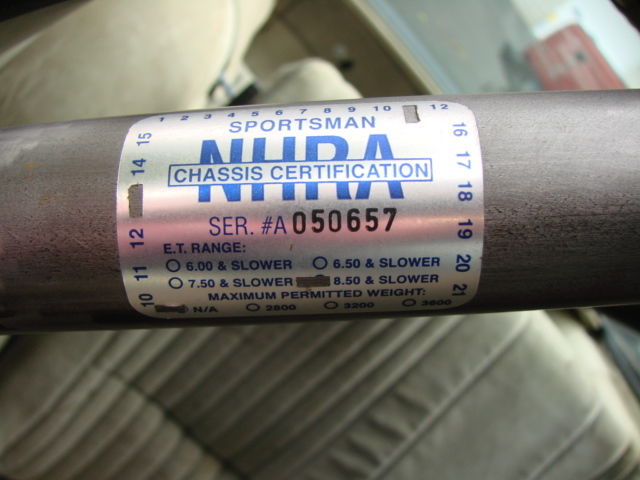 1 2 3 4 5 6 7 8 9 10 12
SPORTSMAN
NHRA
CHASSIS CERTIFICATION
SER. #A 050657
E.T. RANGE:
6.00 & SLOWER 6.50 & SLOWER
7.50 & SLOWER 8.50 & SLOWER
MAXIMUM PERMITTED WEIGHT:
N/A 2800 3200 3600
10 11 12 14 15
16 17 18 19 20 21